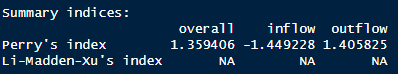 Summary indices:
overall inflow outflow
Perry's index 1.359406 -1.449228 1.405825
Li-Madden-Xu's index NA NA NA